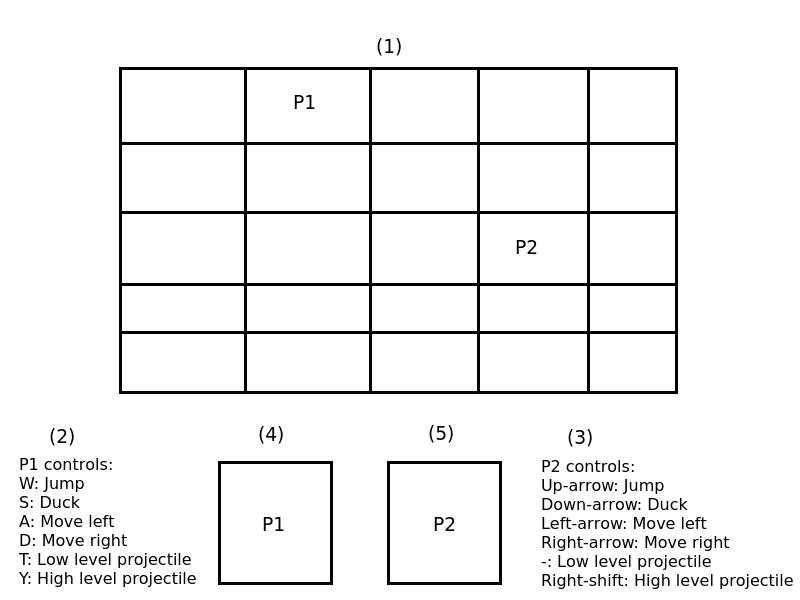 (1)
P1
P2
(2)
P1 controls:
W: Jump
S: Duck
A: Move left
D: Move right
T: Low level projectile
Y: High level projectile
(4)
P1
(5)
P2
(3)
P2 controls:
Up-arrow: Jump
Down-arrow: Duck
Left-arrow: Move left
Right-arrow: Move right
-: Low level projectile
Right-shift: High level projectile